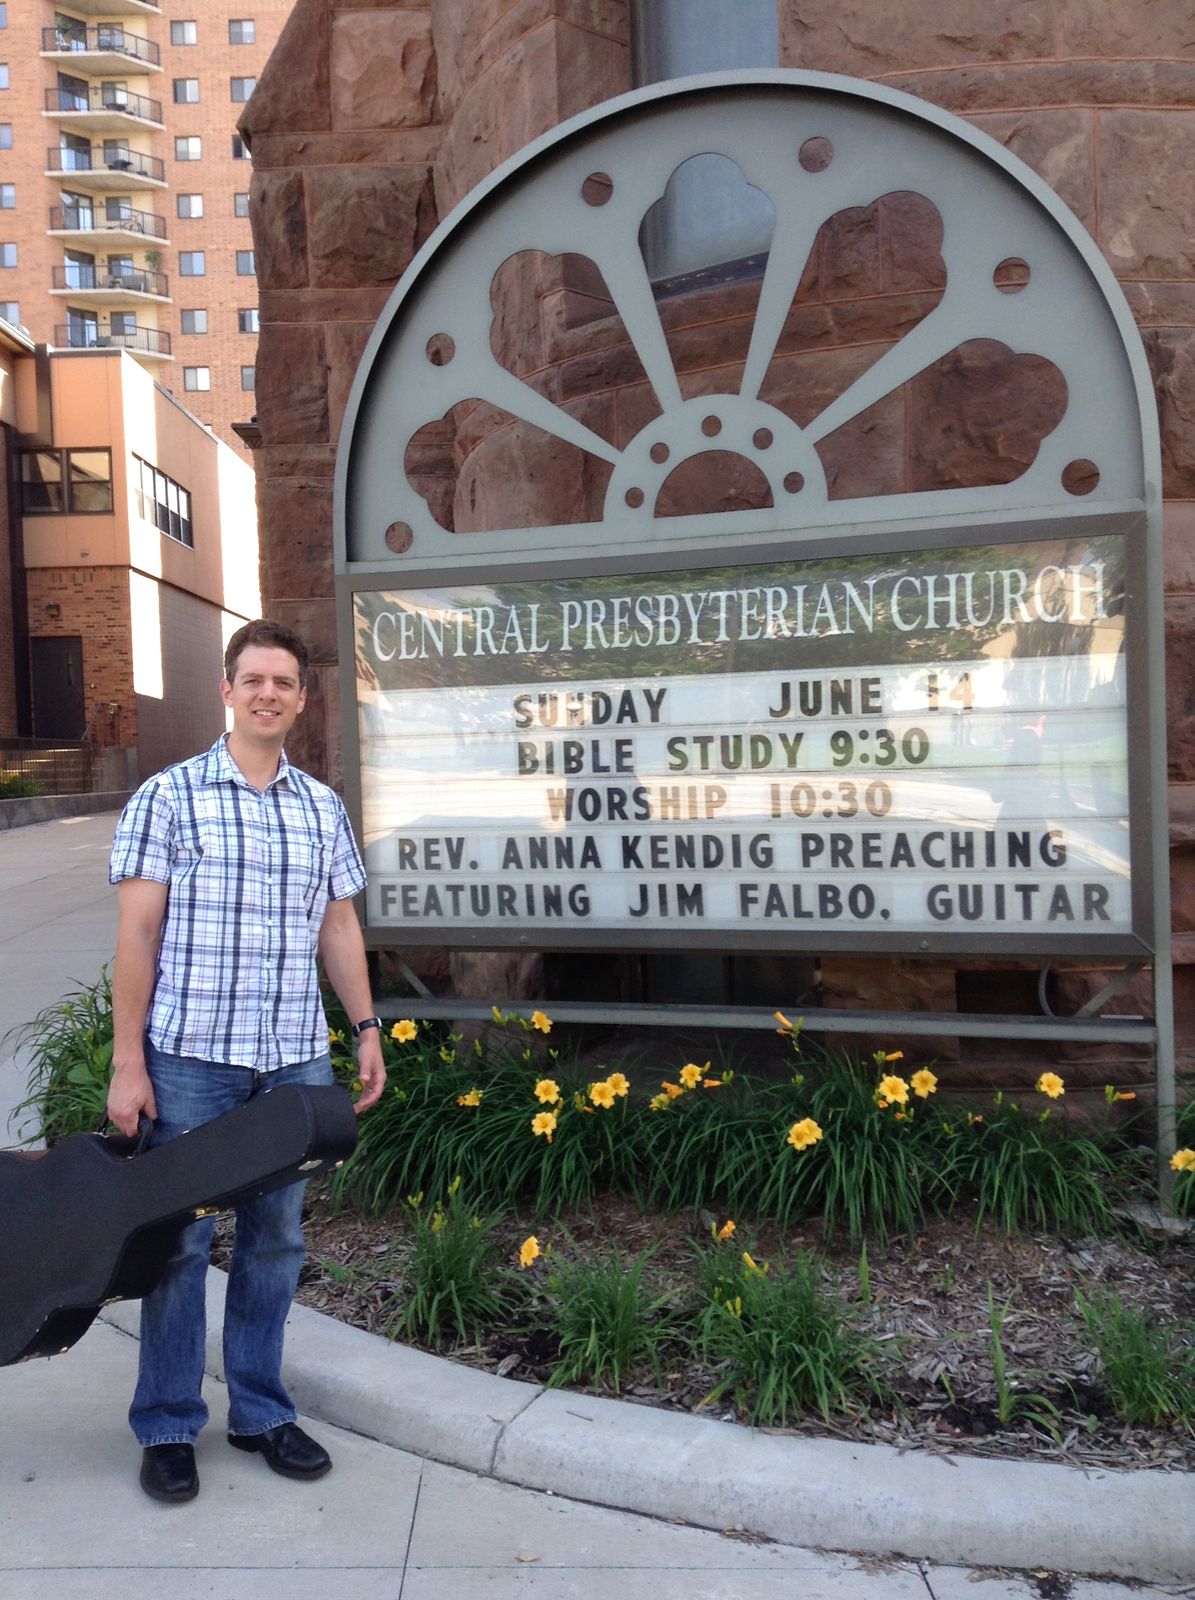 CENTRAL PRESBYTERIAN CHURCH
SUNDAY JUNE 14
BIBLE STUDY 9:30
WORSHIP 10:30
REV. ANNA KENDIG PREACHING
FEATURING JIM FALBO. GUITAR